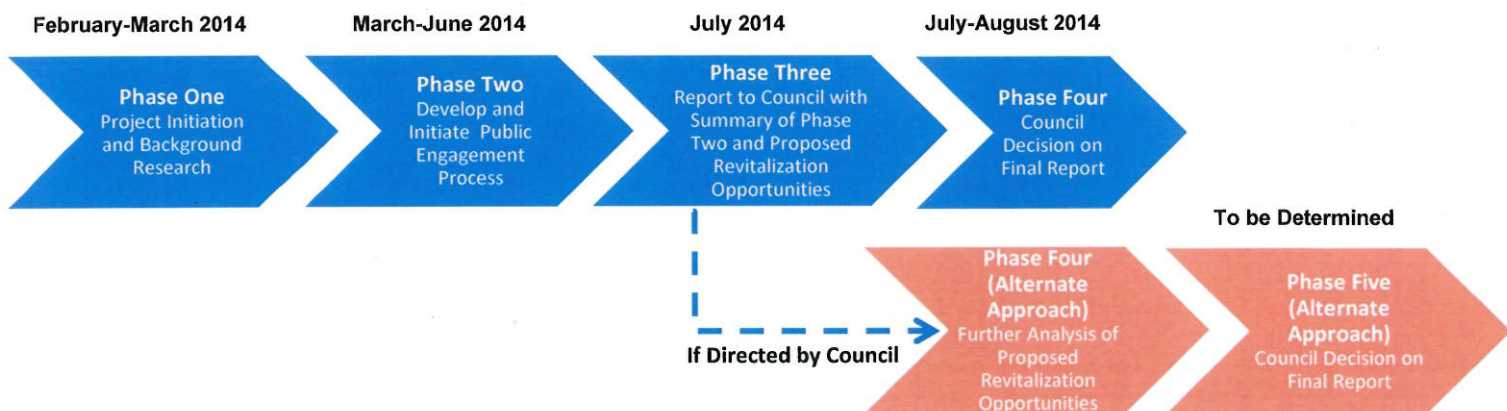 February-March 2014
March-June 2014
July 2014
July-August 2014
Phase One
Project Initiation
and Background
Research
Phase Two
Develop and
Initiate Public
Engagement
Process
Phase Three
Report to Council with
Summary of Phase
Two and Proposed
Revitalization
Opportunities
Phase Four
Council
Decision on
Final Report
To be Determined
If Directed by Council
Phase Four
(Alternate
Approach)
Further Analysis of
Proposed
Revitalization
Opportunities
Phase Five
(Alternate
Approach)
Council Decision on
Final Report